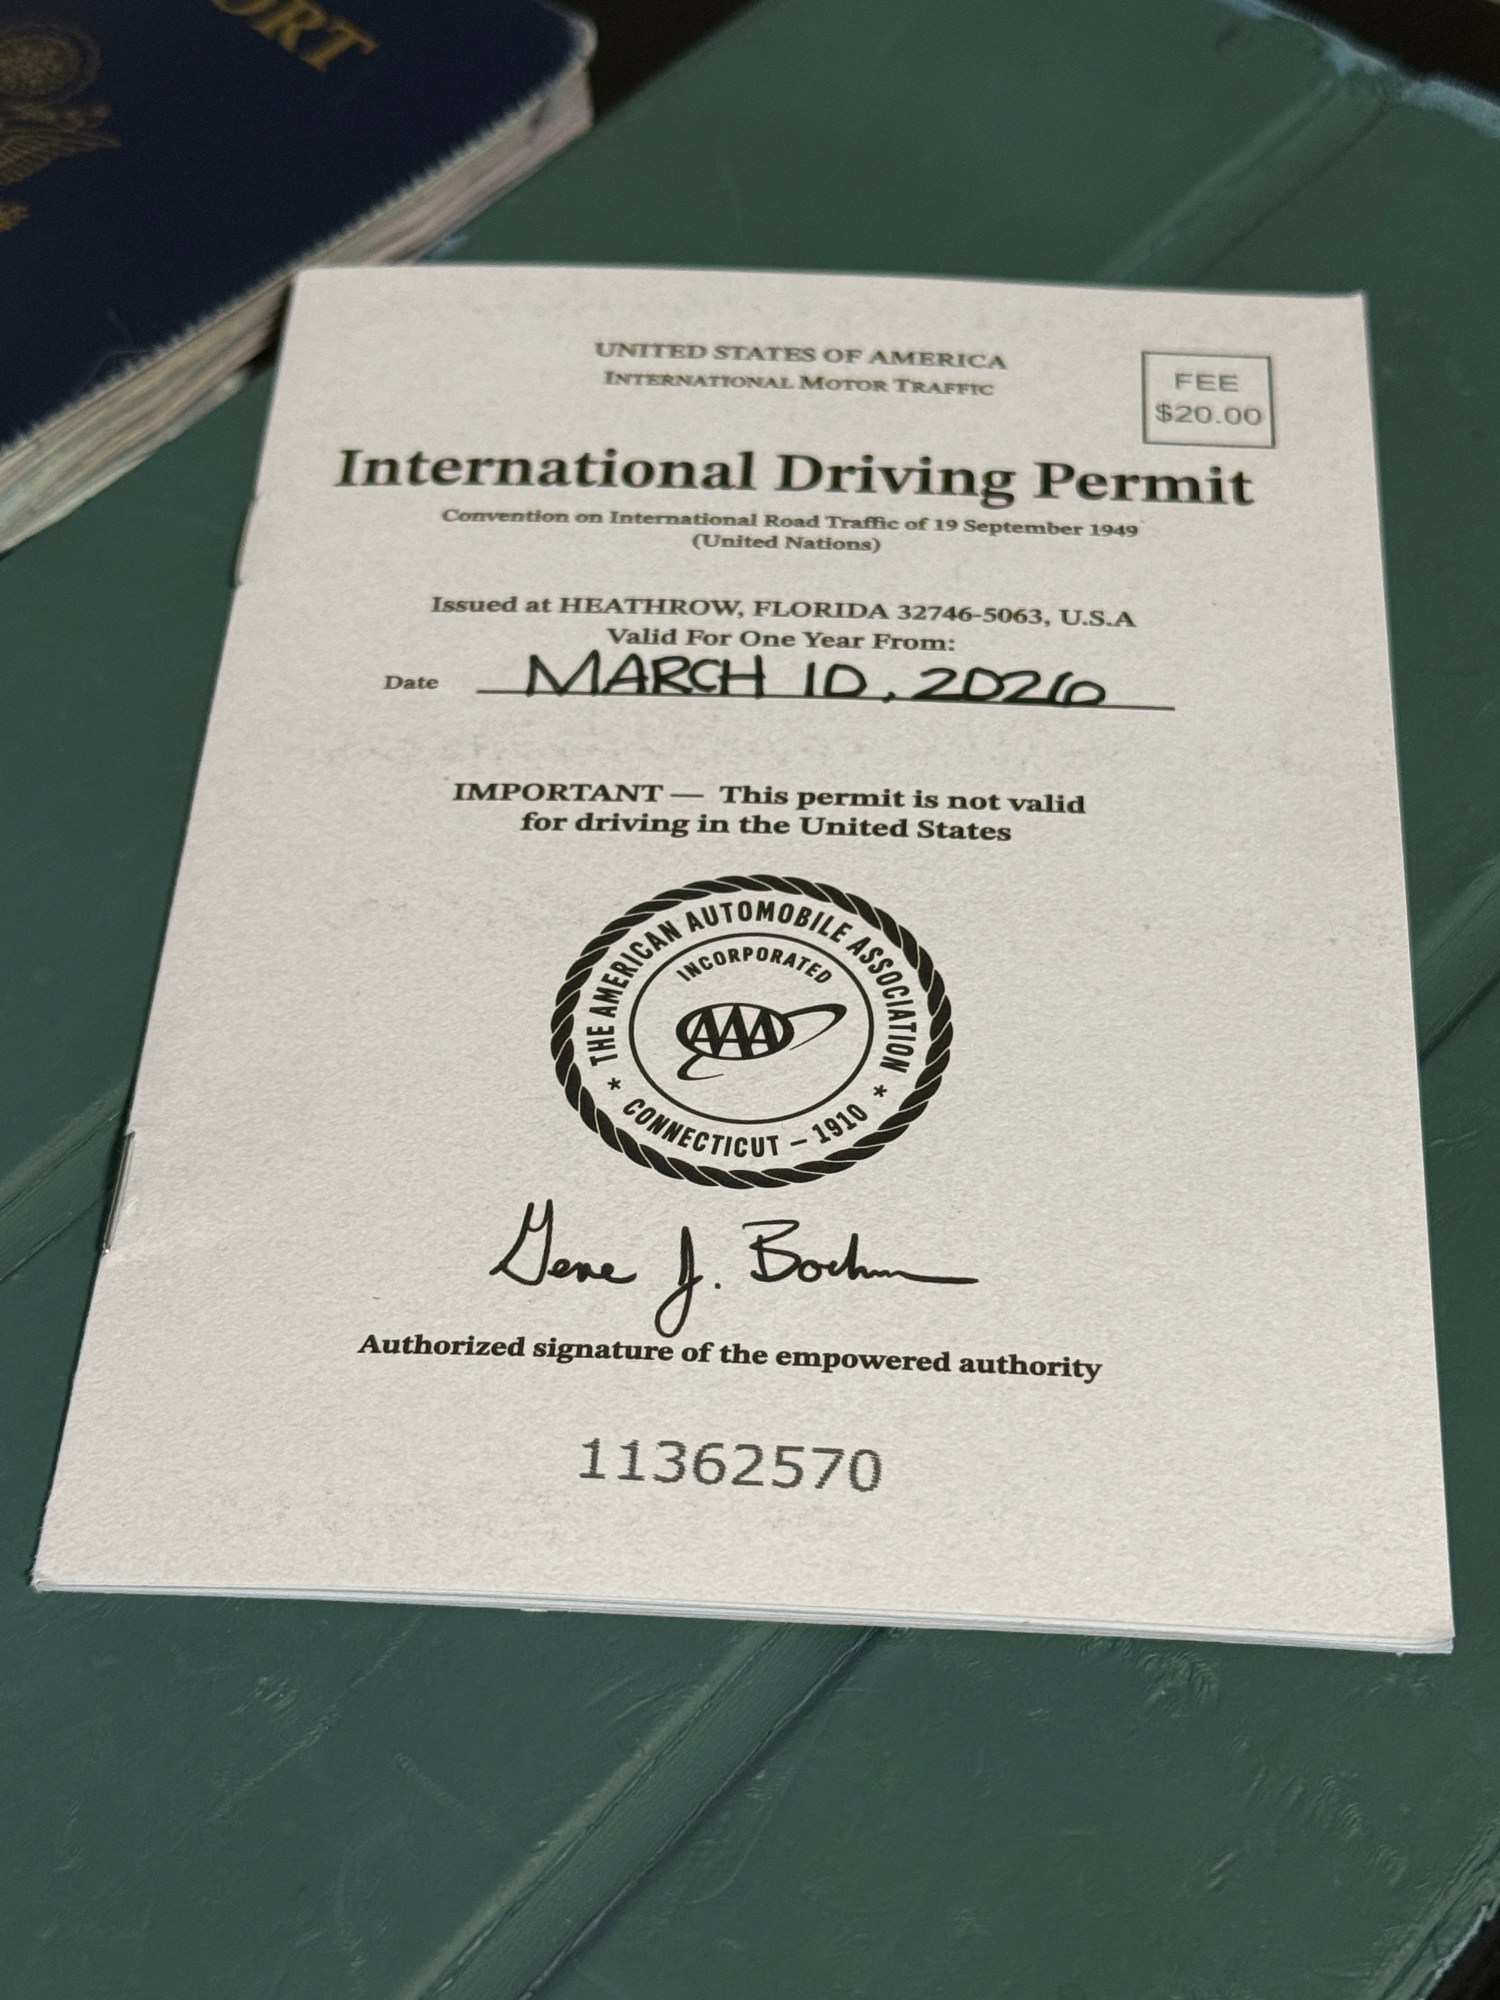 ORT
UNITED STATES OF AMERICA
INTERNATIONAL MOTOR TRAFFIC
FEE
$20.00
International Driving Permit
Convention on International Road Traffic of 19 September 1949
(United Nations)
Issued at HEATHROW, FLORIDA 32746-5063, U.S.A
Valid For One Year From:
Date MARCH 10, 2026
IMPORTANT — This permit is not valid
for driving in the United States
THE AMERICAN AUTOMOBILE ASSOCIATION
INCORPORATED
AAA
* CONNECTICUT – 1910 *
Gene J. Boehm
Authorized signature of the empowered authority
11362570